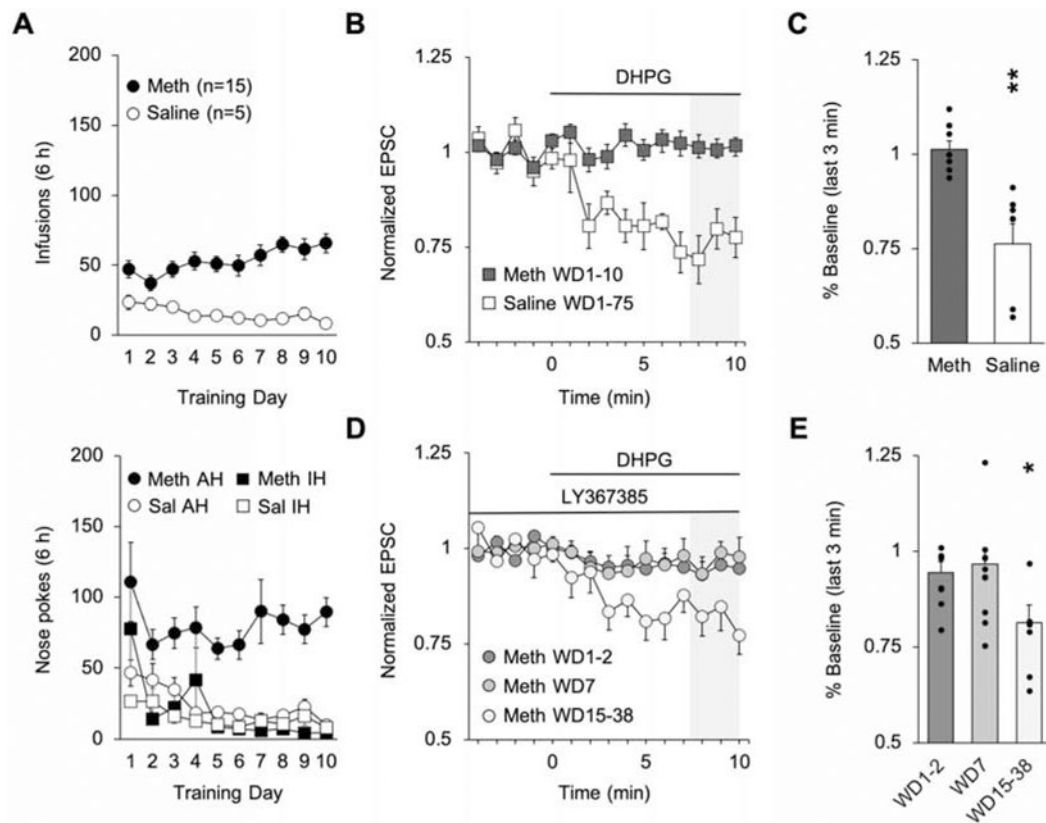 A
200
150
100
50
0
Infusions (6 h)
Meth (n=15)
Saline (n=5)
1 2 3 4 5 6 7 8 9 10
Training Day
B
1.25
1
0.75
0.5
Normalized EPSC
DHPG
Meth WD1-10
Saline WD1-75
0 5 10
Time (min)
C
1.25
0.75
0.5
% Baseline (last 3 min)
**
Meth Saline
200
150
100
50
0
Nose pokes (6 h)
Meth AH Meth IH
Sal AH Sal IH
1 2 3 4 5 6 7 8 9 10
Training Day
D
1.25
1
0.75
0.5
Normalized EPSC
DHPG
LY367385
Meth WD1-2
Meth WD7
Meth WD15-38
0 5 10
Time (min)
E
1.25
1
0.75
0.5
% Baseline (last 3 min)
*
WD1-2
WD7
WD15-38